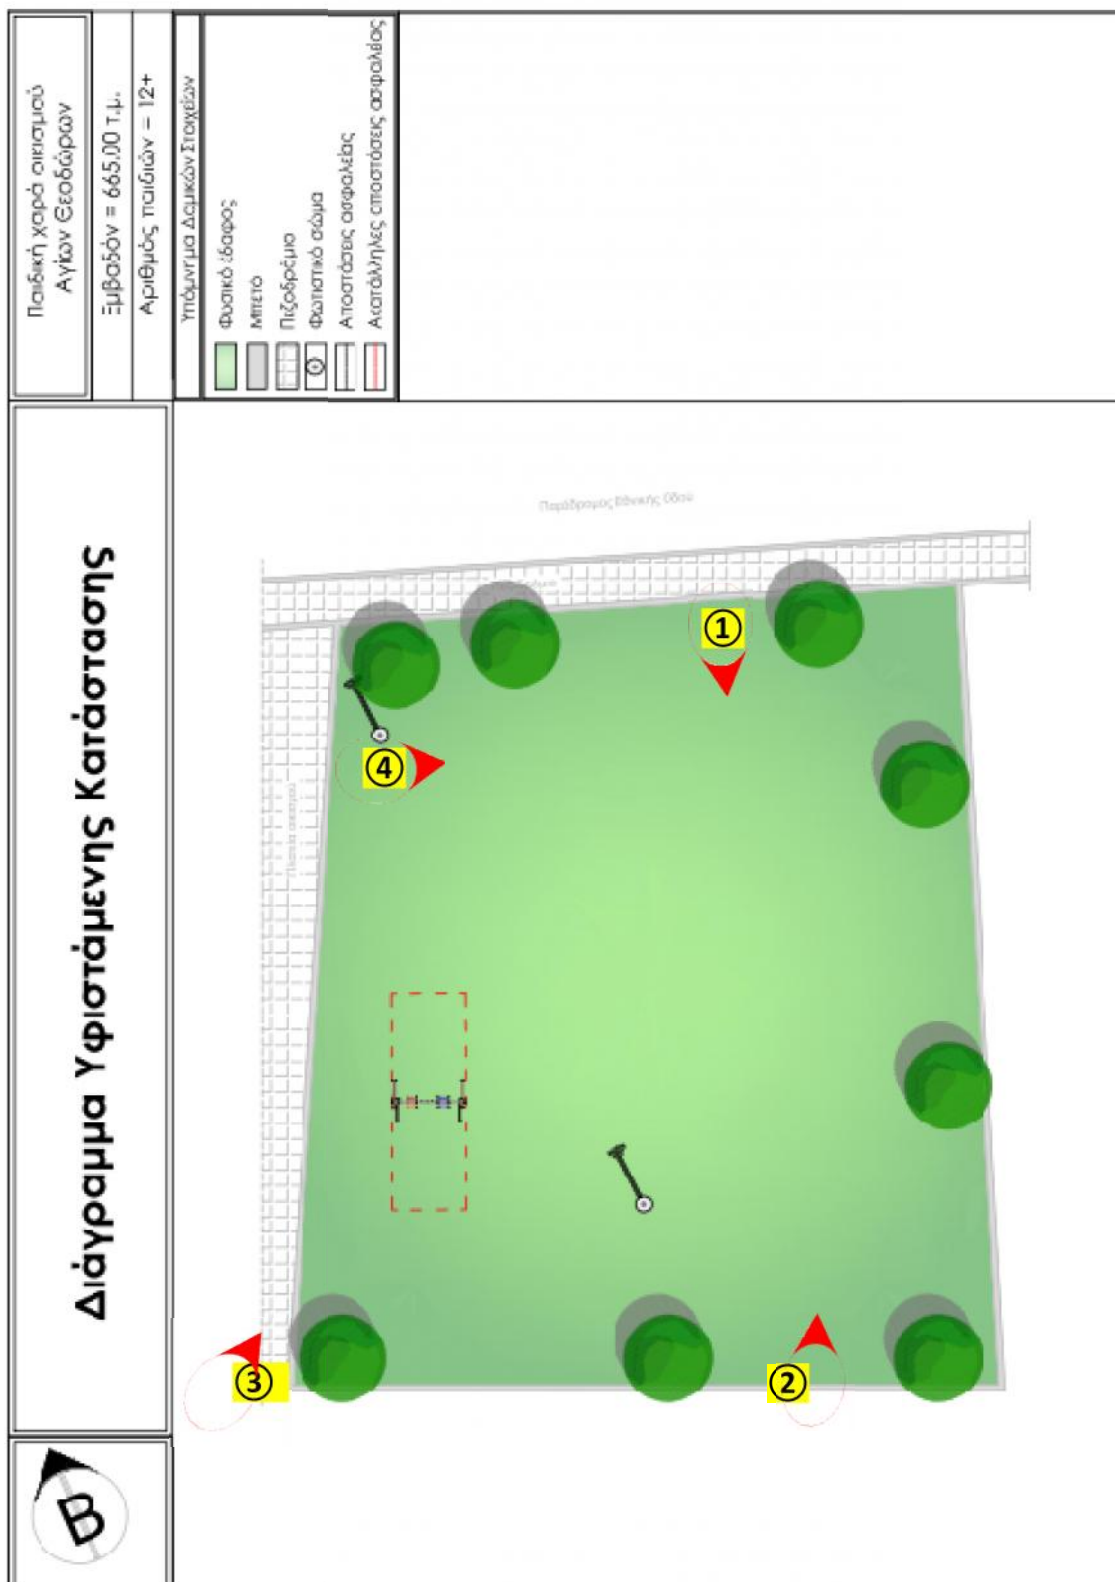 Διάγραμμα Υφιστάμενης Κατάστασης
Παιδική χαρά οικισμού
Αγίων Θεοδώρων
Εμβαδόν = 665.00 τ.μ.
Αριθμός παιδιών = 12+
Υπόμνημα Δομικών Στοιχείων
Φυσικό έδαφος
Μπετό
Πεζοδρόμιο
Φωτιστικό σώμα
Αποστάσεις ασφαλείας
Ακατάλληλες αποστάσεις ασφαλείας
Παράδρομος Εθνικής Οδού
1
4
3
2
Β